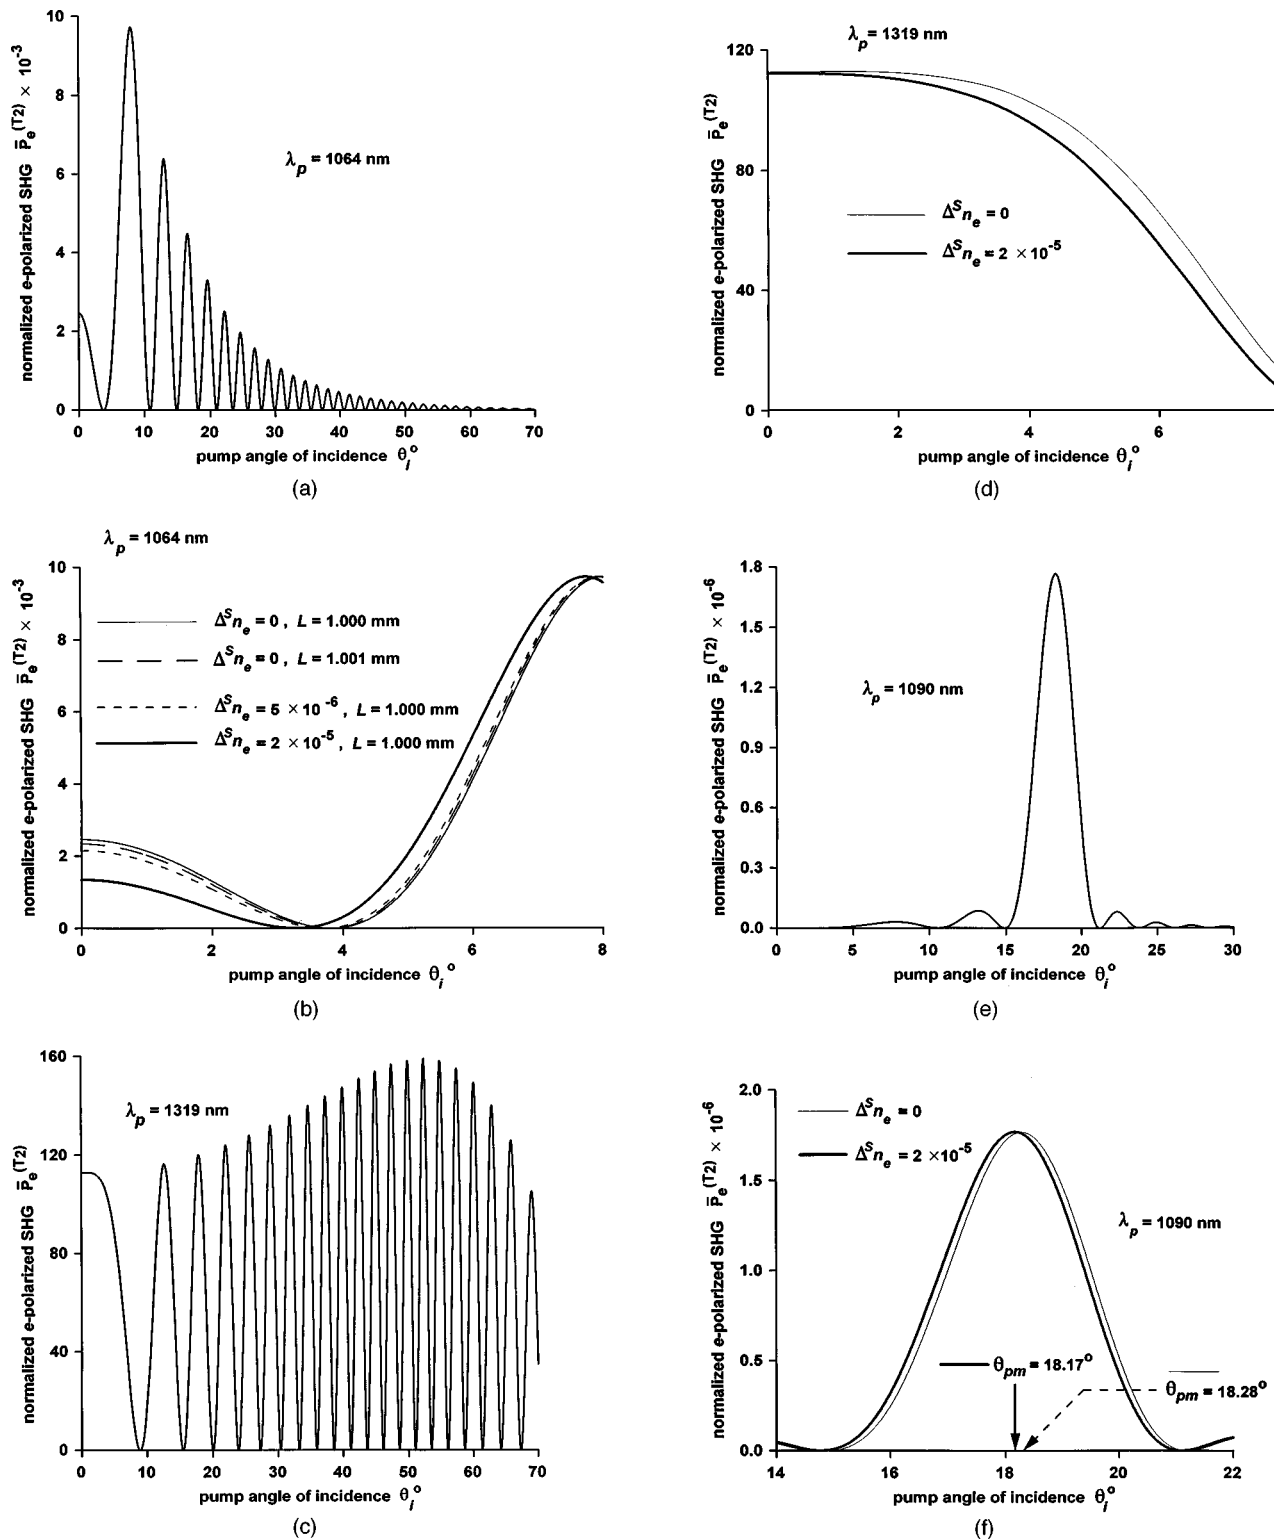 normalized e-polarized SHG P̄e(T2) × 10-3
10
8
6
4
2
0
λp = 1064 nm
0 10 20 30 40 50 60 70
pump angle of incidence θi°
(a)
λp = 1064 nm
normalized e-polarized SHG P̄e(T2) × 10-3
10
8
6
4
2
0
ΔSne = 0 , L = 1.000 mm
ΔSne = 0 , L = 1.001 mm
ΔSne = 5 × 10-6 , L = 1.000 mm
ΔSne = 2 × 10-5 , L = 1.000 mm
0 2 4 6 8
pump angle of incidence θi°
(b)
normalized e-polarized SHG P̄e(T2)
160
120
80
40
0
λp = 1319 nm
0 10 20 30 40 50 60 70
pump angle of incidence θi°
(c)
λp = 1319 nm
normalized e-polarized SHG P̄e(T2)
120
80
40
0
ΔSne = 0
ΔSne = 2 × 10-5
0 2 4 6
pump angle of incidence θi°
(d)
normalized e-polarized SHG P̄e(T2) × 10-6
1.8
1.5
1.2
0.9
0.6
0.3
0.0
λp = 1090 nm
0 5 10 15 20 25 30
pump angle of incidence θi°
(e)
normalized e-polarized SHG P̄e(T2) × 10-6
2.0
1.5
1.0
0.5
0.0
ΔSne = 0
ΔSne = 2 ×10-5
λp = 1090 nm
θpm = 18.17°
θpm = 18.28°
14 16 18 20 22
pump angle of incidence θi°
(f)